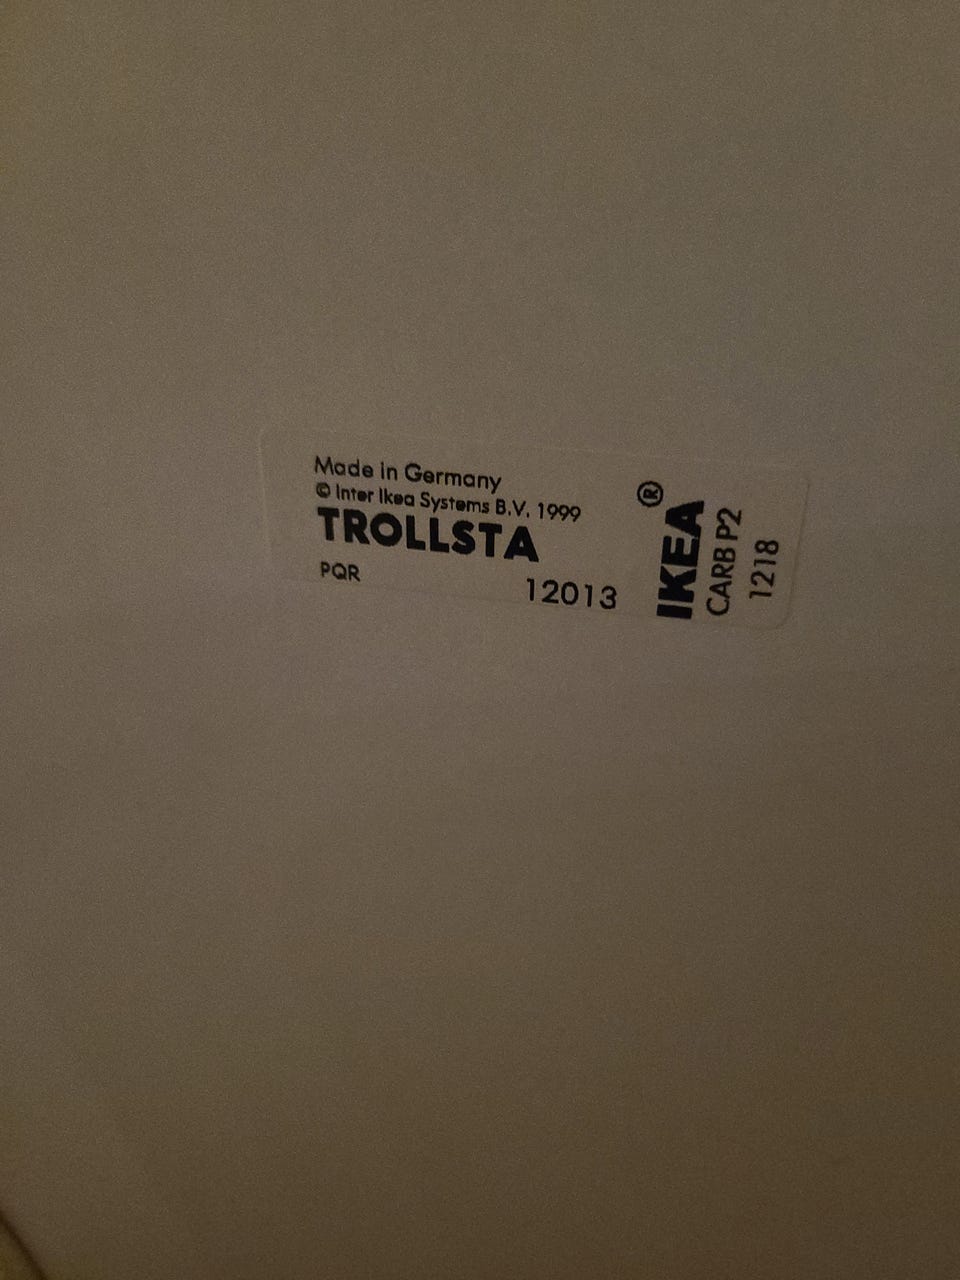 Made in Germany
© Inter Ikea Systems B.V. 1999
TROLLSTA
PQR
12013
IKEA®
CARB P2
1218